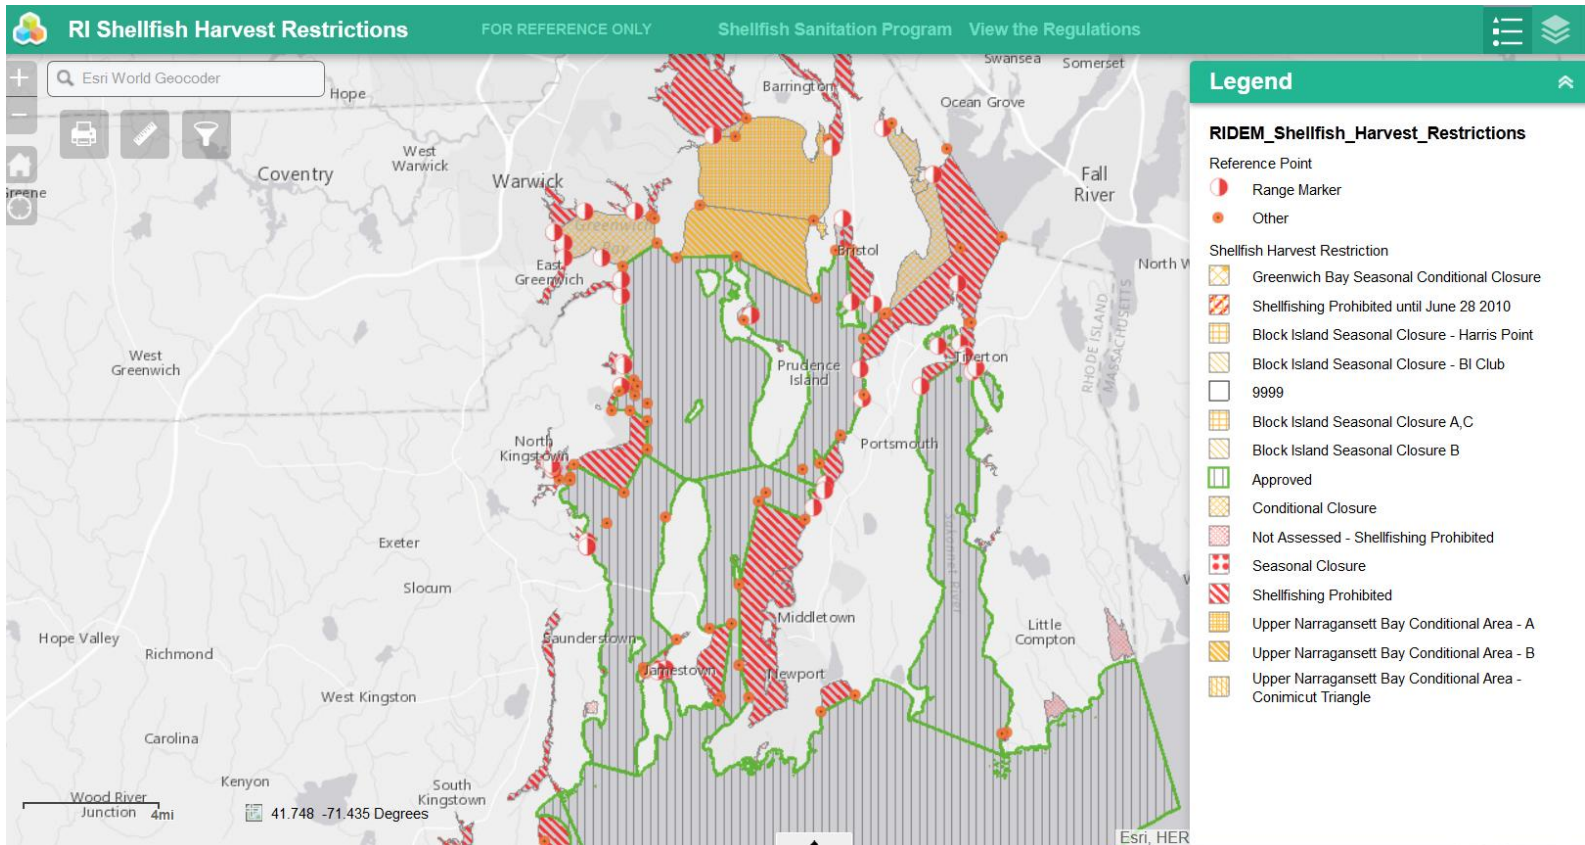 RI Shellfish Harvest Restrictions
FOR REFERENCE ONLY
Shellfish Sanitation Program
View the Regulations
Esri World Geocoder
Legend
RIDEM_Shellfish_Harvest_Restrictions
Reference Point
Range Marker
Other
Shellfish Harvest Restriction
Greenwich Bay Seasonal Conditional Closure
Shellfishing Prohibited until June 28 2010
Block Island Seasonal Closure - Harris Point
Block Island Seasonal Closure - BI Club
9999
Block Island Seasonal Closure A,C
Block Island Seasonal Closure B
Approved
Conditional Closure
Not Assessed - Shellfishing Prohibited
Seasonal Closure
Shellfishing Prohibited
Upper Narragansett Bay Conditional Area - A
Upper Narragansett Bay Conditional Area - B
Upper Narragansett Bay Conditional Area -
Conimicut Triangle
Swansea
Somerset
Hope
Barrington
Ocean Grove
West
Warwick
Coventry
Warwick
Fall
River
Greene
Greenwich
Bay
Bristol
East
Greenwich
North W
RHODE ISLAND
MASSACHUSETTS
West
Greenwich
Tiverton
Prudence
Island
North
Kingstown
Portsmouth
Exeter
Sakonnet River
Slocum
Middletown
Little
Compton
Hope Valley
Richmond
Saunderstown
Jamestown
Newport
West Kingston
Carolina
Kenyon
South
Kingstown
Wood River
Junction
4mi
41.748 -71.435 Degrees
Esri, HER